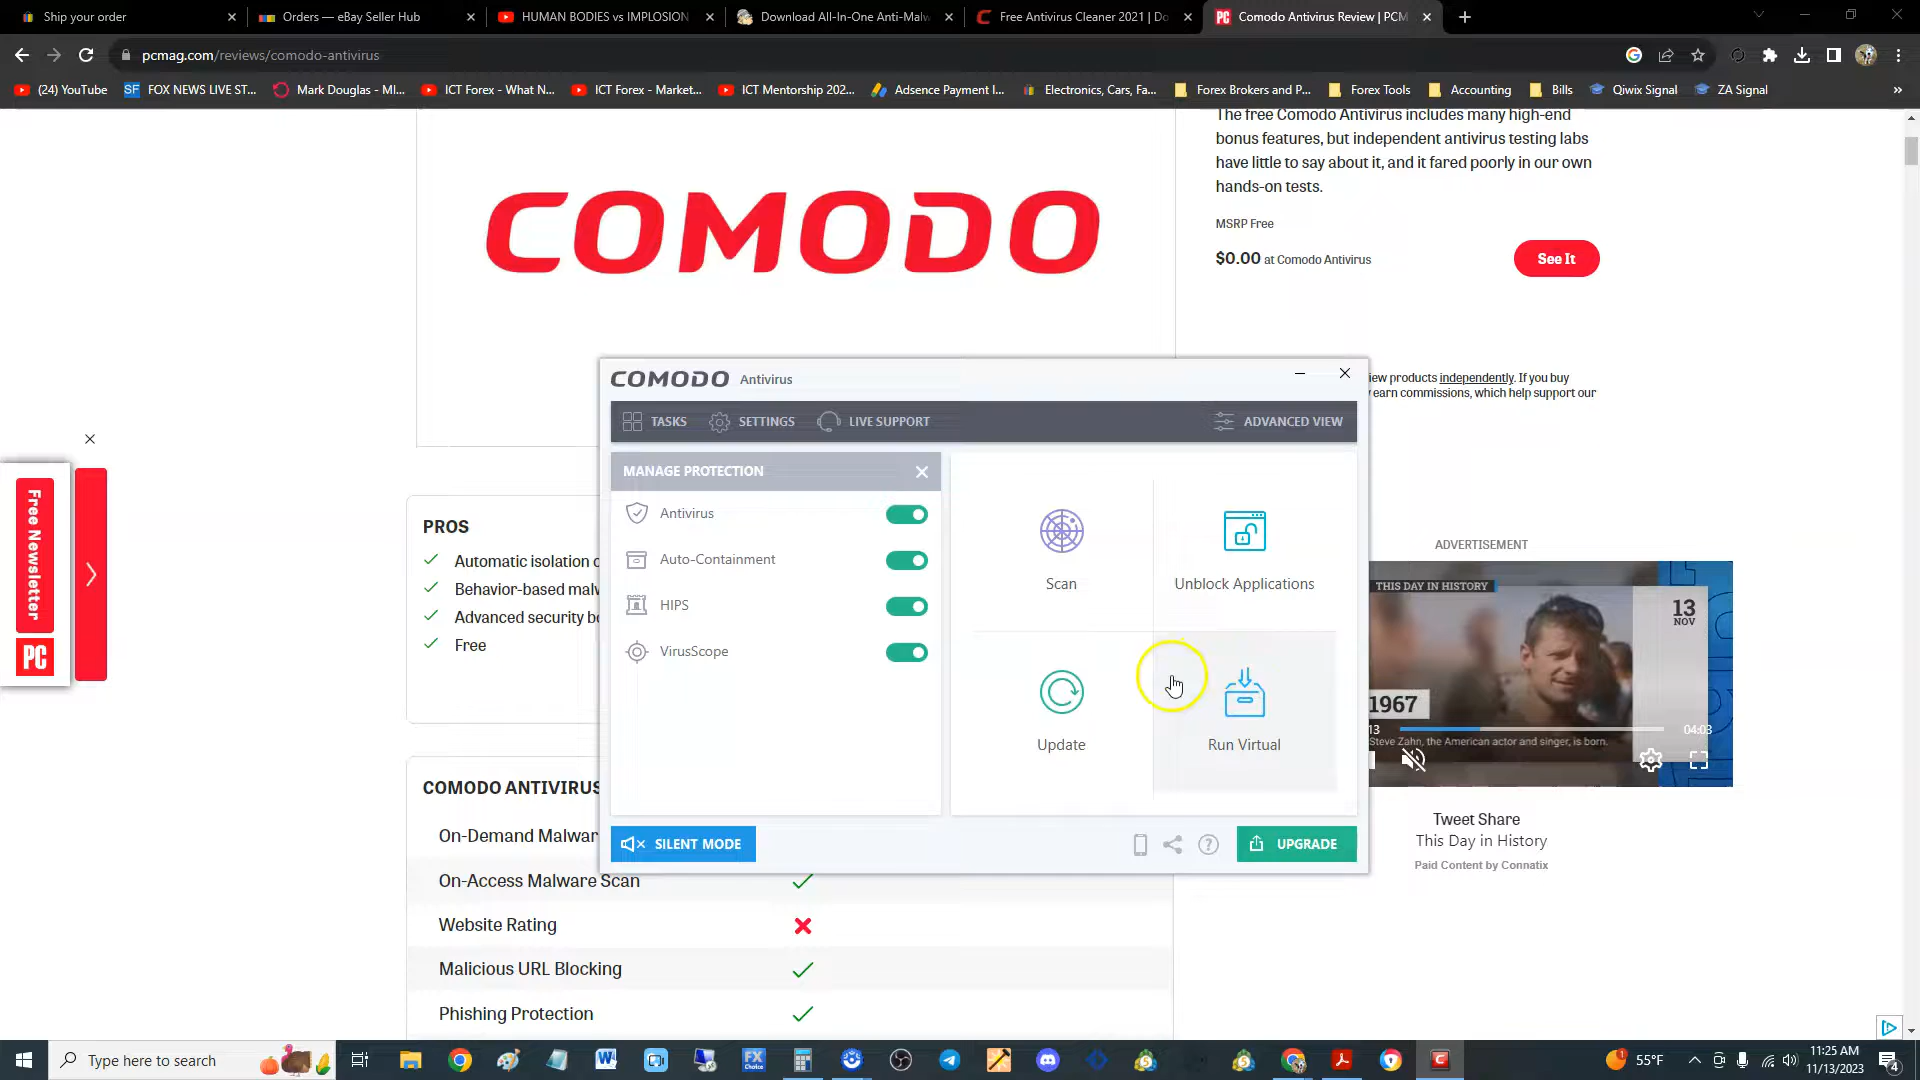 Ship your order
Orders — eBay Seller Hub
HUMAN BODIES vs IMPLOSION
Download All-In-One Anti-Malw
Free Antivirus Cleaner 2021 | Do
Comodo Antivirus Review | PCM
pcmag.com/reviews/comodo-antivirus
(24) YouTube
FOX NEWS LIVE ST...
Mark Douglas - MI...
ICT Forex - What N...
ICT Forex - Market...
ICT Mentorship 202...
Adsence Payment I...
Electronics, Cars, Fa...
Forex Brokers and P...
Forex Tools
Accounting
Bills
Qiwix Signal
ZA Signal
The free Comodo Antivirus includes many high-end
bonus features, but independent antivirus testing labs
have little to say about it, and it fared poorly in our own
hands-on tests.
MSRP Free
$0.00 at Comodo Antivirus
See It
COMODO
iew products independently. If you buy
earn commissions, which help support our
Free Newsletter
PC
PROS
Automatic isolation o
Behavior-based malw
Advanced security be
Free
COMODO Antivirus
TASKS
SETTINGS
LIVE SUPPORT
ADVANCED VIEW
MANAGE PROTECTION
Antivirus
Auto-Containment
HIPS
VirusScope
Scan
Unblock Applications
Update
Run Virtual
SILENT MODE
UPGRADE
ADVERTISEMENT
THIS DAY IN HISTORY
13
NOV
1967
13
04:03
Steve Zahn, the American actor and singer, is born.
Tweet Share
This Day in History
Paid Content by Connatix
COMODO ANTIVIRUS
On-Demand Malwar
On-Access Malware Scan
Website Rating
Malicious URL Blocking
Phishing Protection
Type here to search
FX
Choice
55°F
11:25 AM
11/13/2023
4